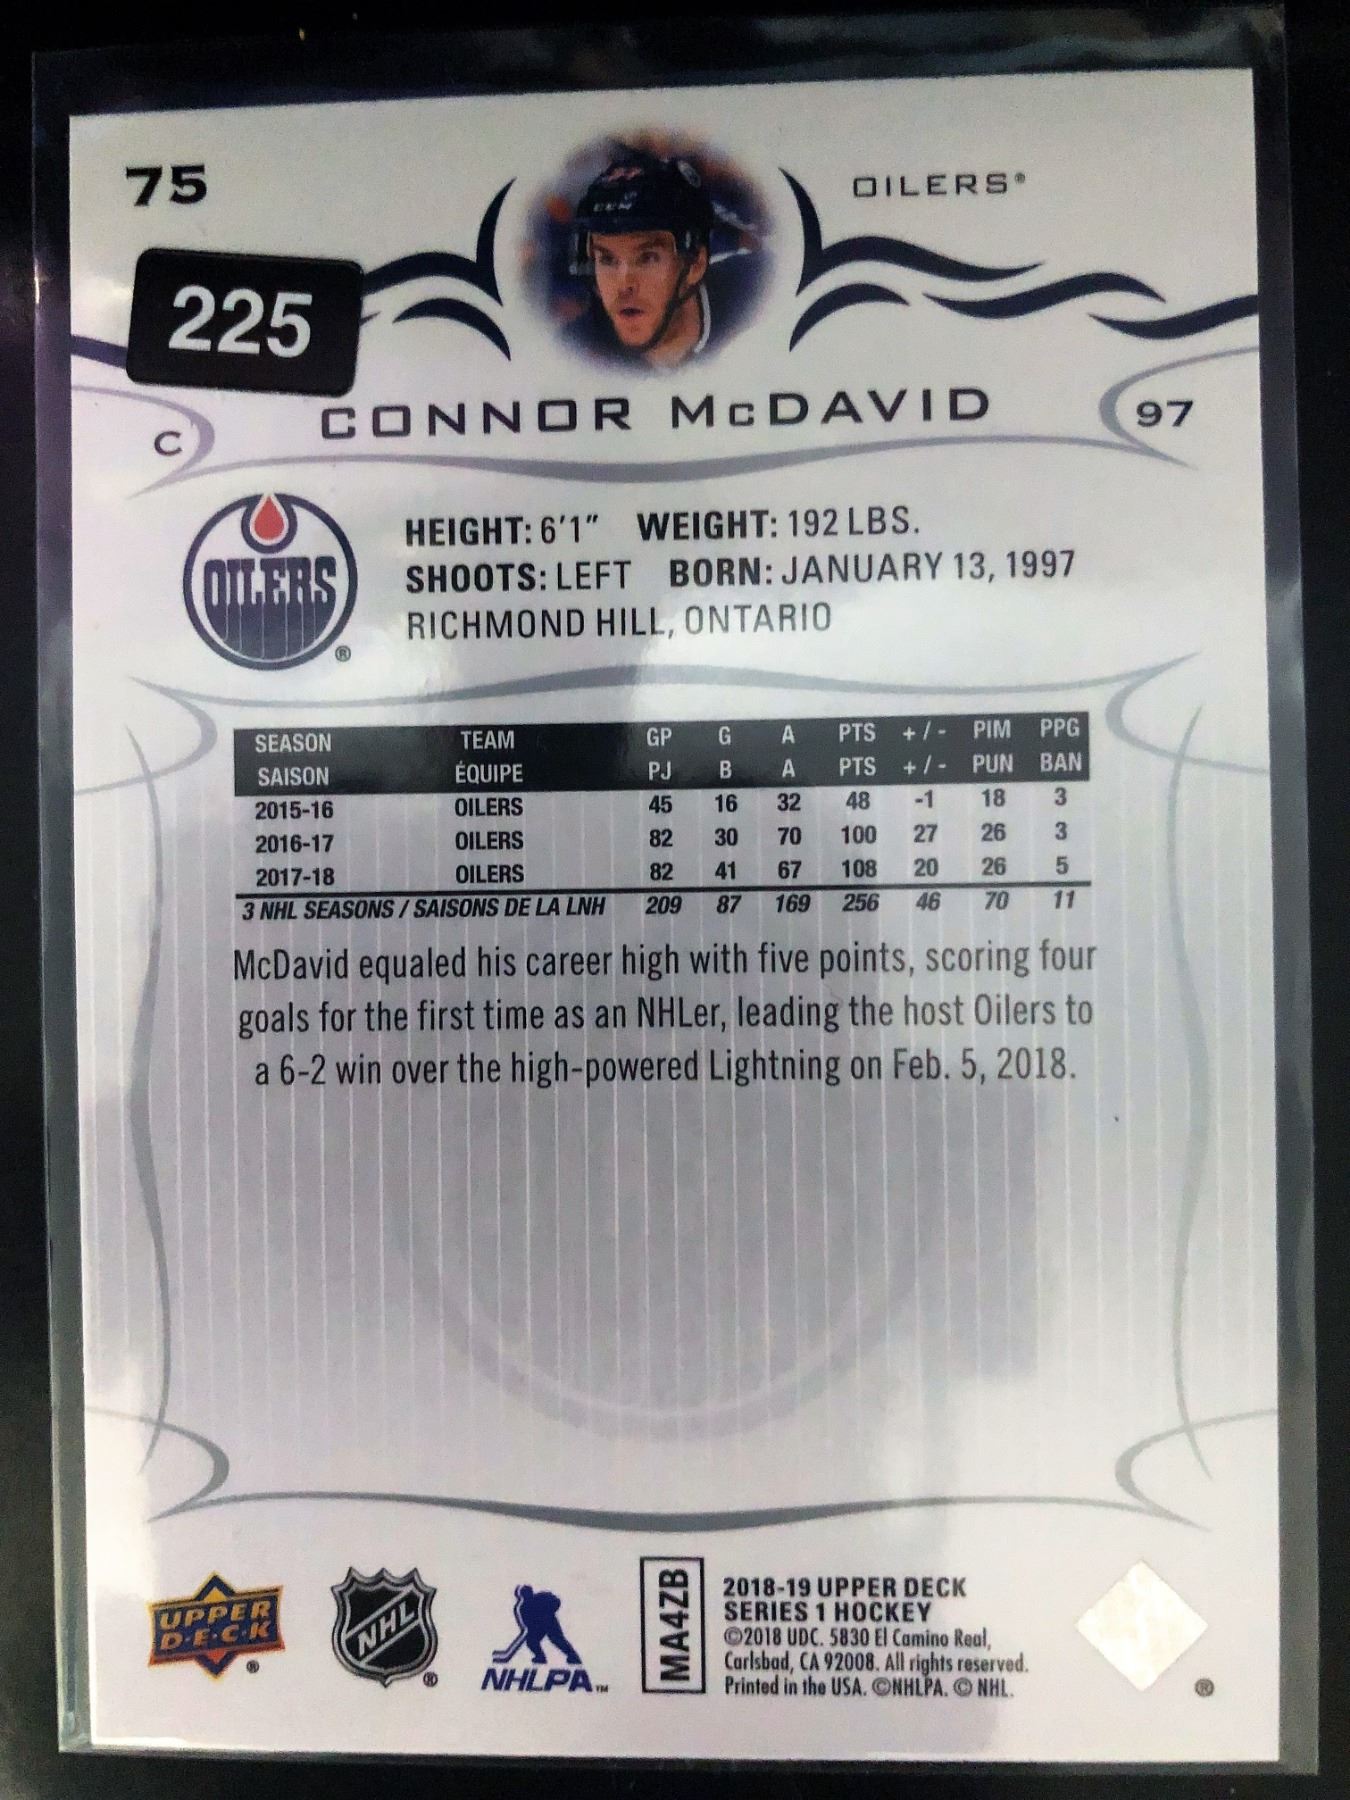 75
OILERS®
225
CONNOR McDAVID
C
97
OILERS
®
HEIGHT: 6'1" WEIGHT: 192 LBS.
SHOOTS: LEFT BORN: JANUARY 13, 1997
RICHMOND HILL, ONTARIO
SEASON TEAM GP G A PTS +/- PIM PPG
SAISON ÉQUIPE PJ B A PTS +/- PUN BAN
2015-16 OILERS 45 16 32 48 -1 18 3
2016-17 OILERS 82 30 70 100 27 26 3
2017-18 OILERS 82 41 67 108 20 26 5
3 NHL SEASONS / SAISONS DE LA LNH 209 87 169 256 46 70 11
McDavid equaled his career high with five points, scoring four
goals for the first time as an NHLer, leading the host Oilers to
a 6-2 win over the high-powered Lightning on Feb. 5, 2018.
UPPER
D·E·C·K
®
NHL
®
NHLPA™
MA4ZB
2018-19 UPPER DECK
SERIES 1 HOCKEY
©2018 UDC. 5830 El Camino Real,
Carlsbad, CA 92008. All rights reserved.
Printed in the USA. ©NHLPA. © NHL.
®